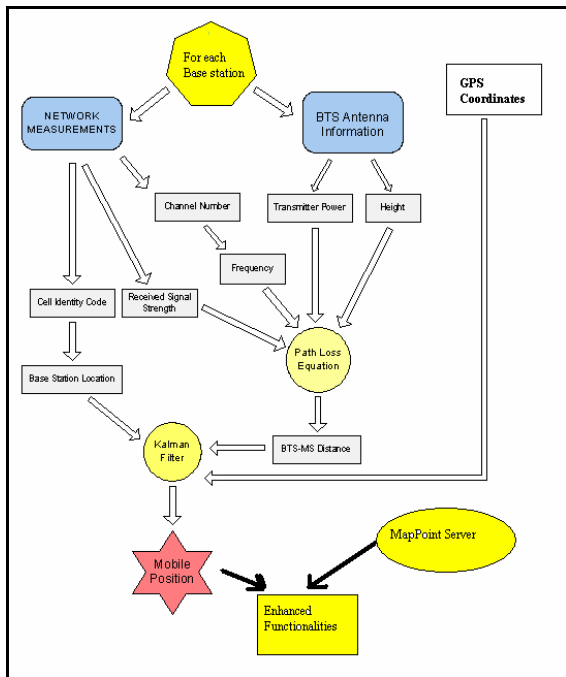 For each
Base station
NETWORK
MEASUREMENTS
BTS Antenna
Information
GPS
Coordinates
Channel Number
Transmitter Power
Height
Frequency
Cell Identity Code
Received Signal
Strength
Path Loss
Equation
Base Station Location
Kalman
Filter
BTS-MS Distance
MapPoint Server
Mobile
Position
Enhanced
Functionalities